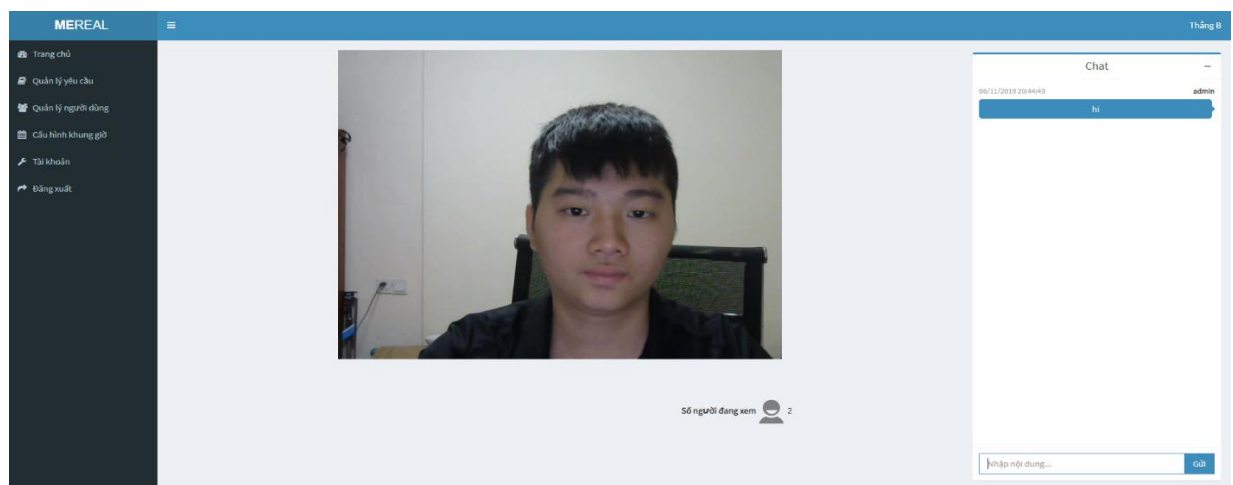 MEREAL
Thắng B
Trang chủ
Quản lý yêu cầu
Quản lý người dùng
Cấu hình khung giờ
Tài khoản
Đăng xuất
Chat
06/11/2019 20:44:49 admin
hi
Số người đang xem 2
Nhập nội dung...
Gửi